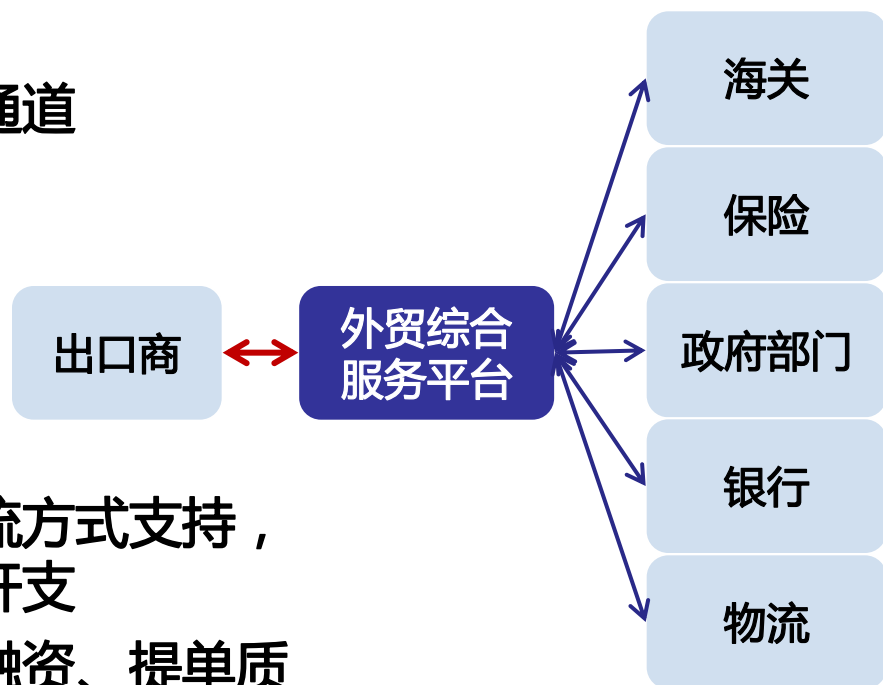 通道
海关
保险
出口商
外贸综合
服务平台
政府部门
银行
流方式支持，
开支
物流
融资、提单质